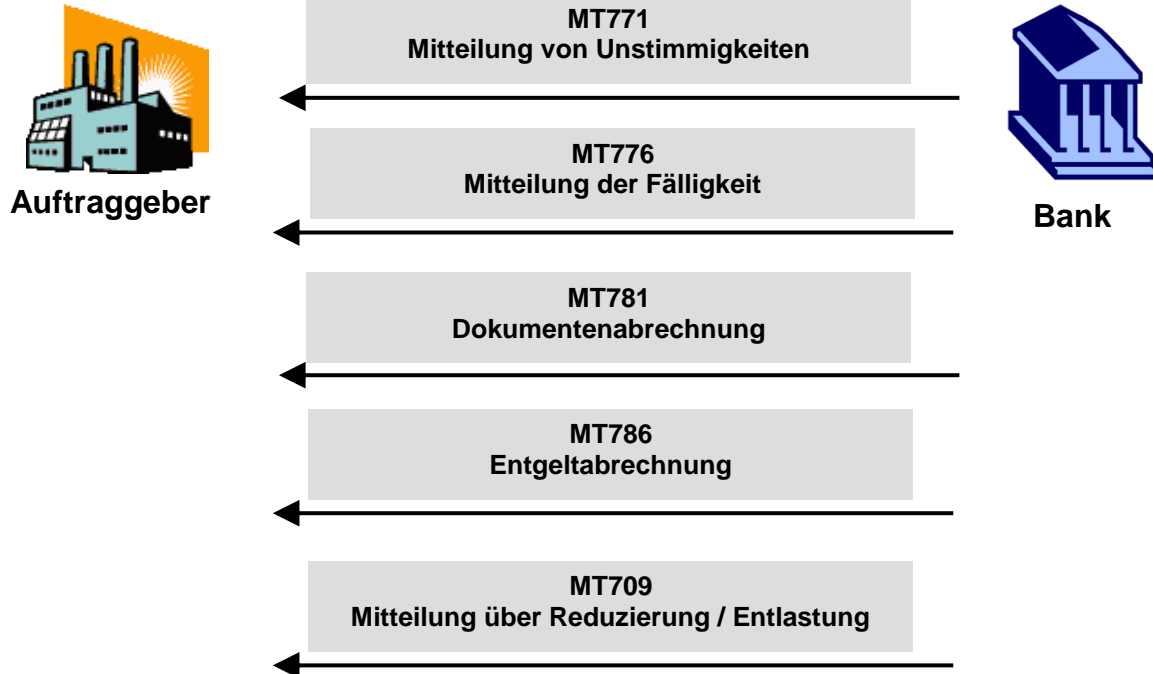 MT771
Mitteilung von Unstimmigkeiten
MT776
Mitteilung der Fälligkeit
Auftraggeber
Bank
MT781
Dokumentenabrechnung
MT786
Entgeltabrechnung
MT709
Mitteilung über Reduzierung / Entlastung